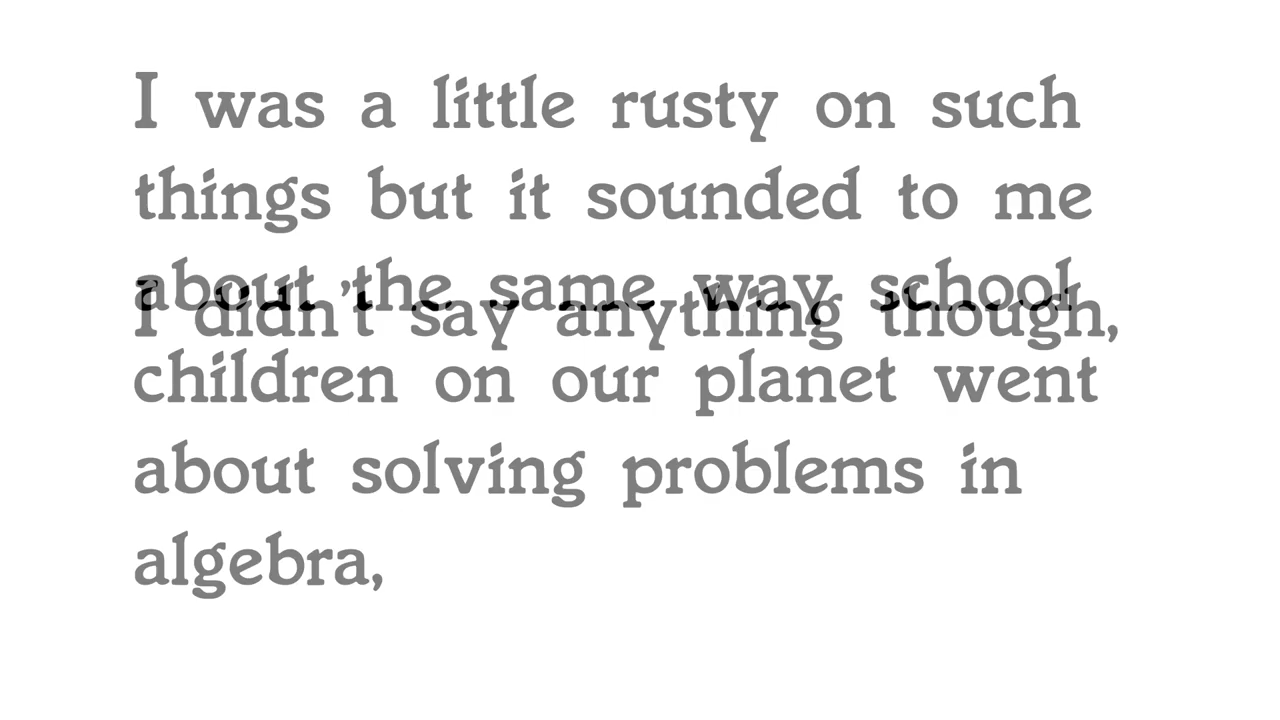 I was a little rusty on such
things but it sounded to me
about the same way school
I didn't say anything though,
children on our planet went
about solving problems in
algebra,